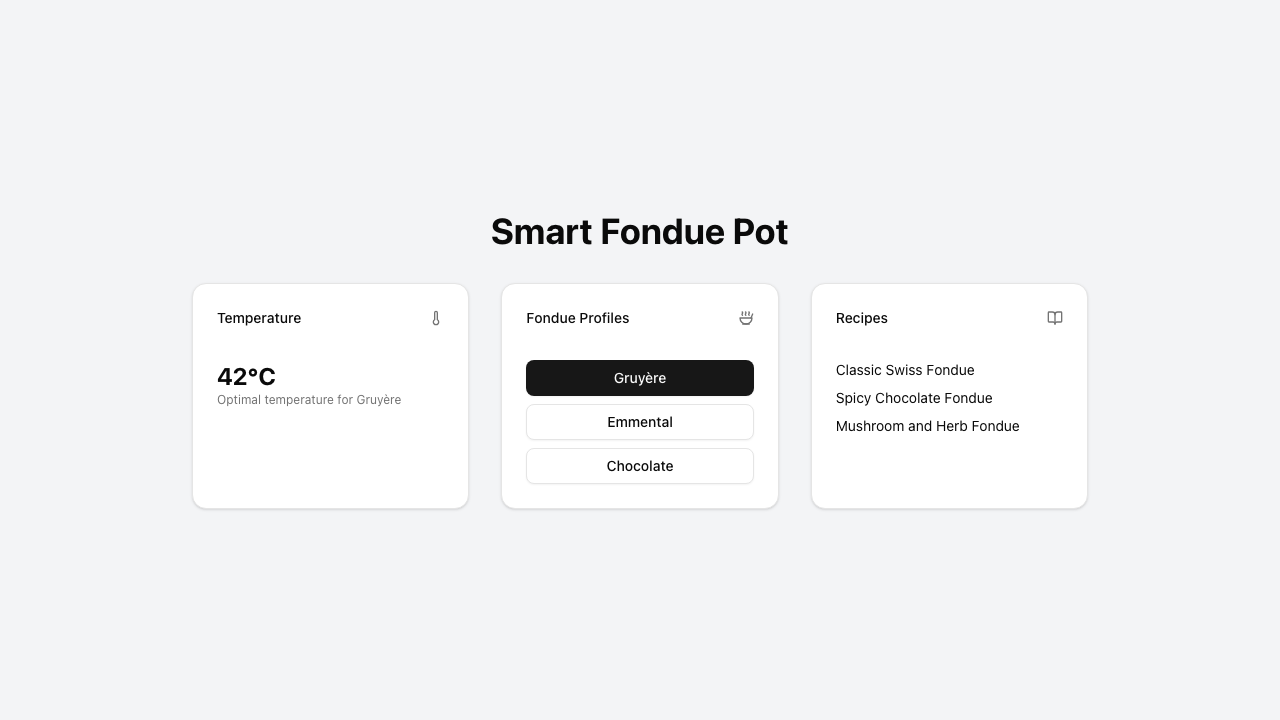 Smart Fondue Pot
Temperature
42°C
Optimal temperature for Gruyère
Fondue Profiles
Gruyère
Emmental
Chocolate
Recipes
Classic Swiss Fondue
Spicy Chocolate Fondue
Mushroom and Herb Fondue